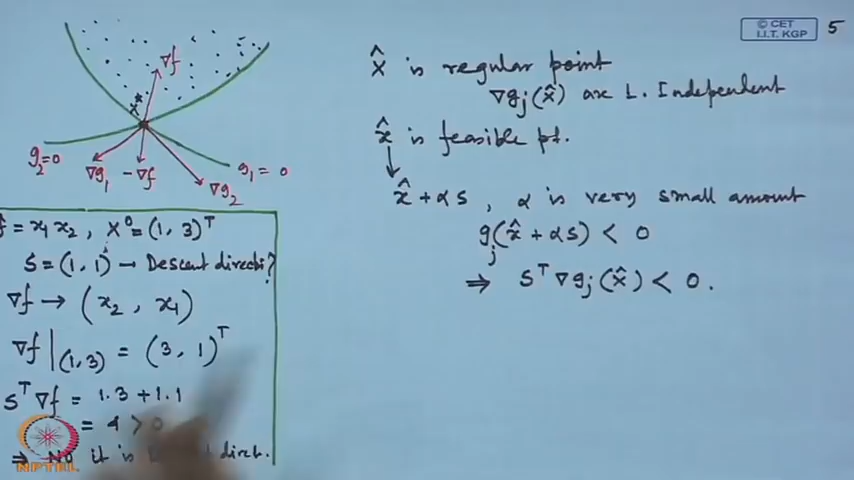 © CET
I.I.T. KGP
5
∇f
X*
g₂=0
∇g₁
-∇f
g₁ = 0
∇g₂
f = x₁x₂, X⁰ = (1, 3)ᵀ
S = (1, 1) → Descent directi?
∇f → (x₂, x₁)
∇f|(1,3) = (3, 1)ᵀ
Sᵀ∇f = 1.3 + 1.1
= 4 > 0
⇒ No it is direct.
NPTEL
x̂ is regular point
∇gⱼ(x̂) are L. Independent
x̂ is feasible pt.
↓
x̂ + αs, α is very small amount
gⱼ(x̂ + αs) < 0
⇒ Sᵀ∇gⱼ(x̂) < 0.